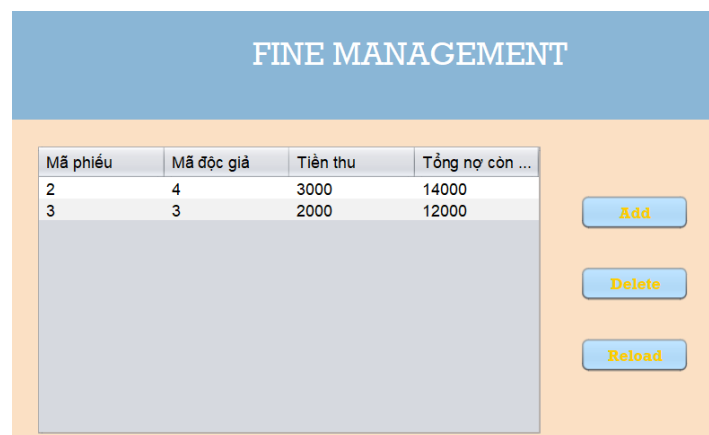 FINE MANAGEMENT
Mã phiếu Mã độc giả Tiền thu Tổng nợ còn ...
2 4 3000 14000
3 3 2000 12000
Add
Delete
Reload